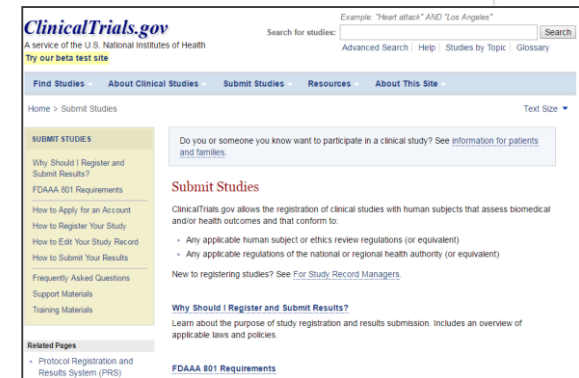 Example: "Heart attack" AND "Los Angeles"
ClinicalTrials.gov
Search for studies:
Search
A service of the U.S. National Institutes of Health
Advanced Search | Help | Studies by Topic | Glossary
Try our beta test site
Find Studies
About Clinical Studies
Submit Studies
Resources
About This Site
Home > Submit Studies
Text Size
SUBMIT STUDIES
Why Should I Register and
Submit Results?
FDAAA 801 Requirements
How to Apply for an Account
How to Register Your Study
How to Edit Your Study Record
How to Submit Your Results
Frequently Asked Questions
Support Materials
Training Materials
Related Pages
Protocol Registration and
Results System (PRS)
Do you or someone you know want to participate in a clinical study? See information for patients
and families.
Submit Studies
ClinicalTrials.gov allows the registration of clinical studies with human subjects that assess biomedical
and/or health outcomes and that conform to:
Any applicable human subject or ethics review regulations (or equivalent)
Any applicable regulations of the national or regional health authority (or equivalent)
New to registering studies? See For Study Record Managers.
Why Should I Register and Submit Results?
Learn about the purpose of study registration and results submission. Includes an overview of
applicable laws and policies.
FDAAA 801 Requirements